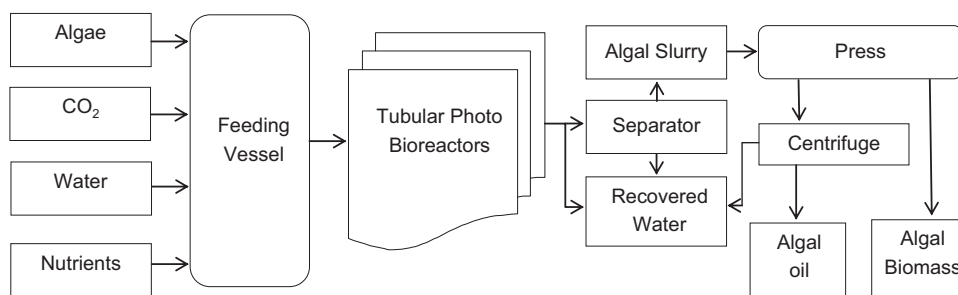 Algae
CO₂
Water
Nutrients
Feeding
Vessel
Tubular Photo
Bioreactors
Algal Slurry
Separator
Recovered
Water
Press
Centrifuge
Algal
oil
Algal
Biomass